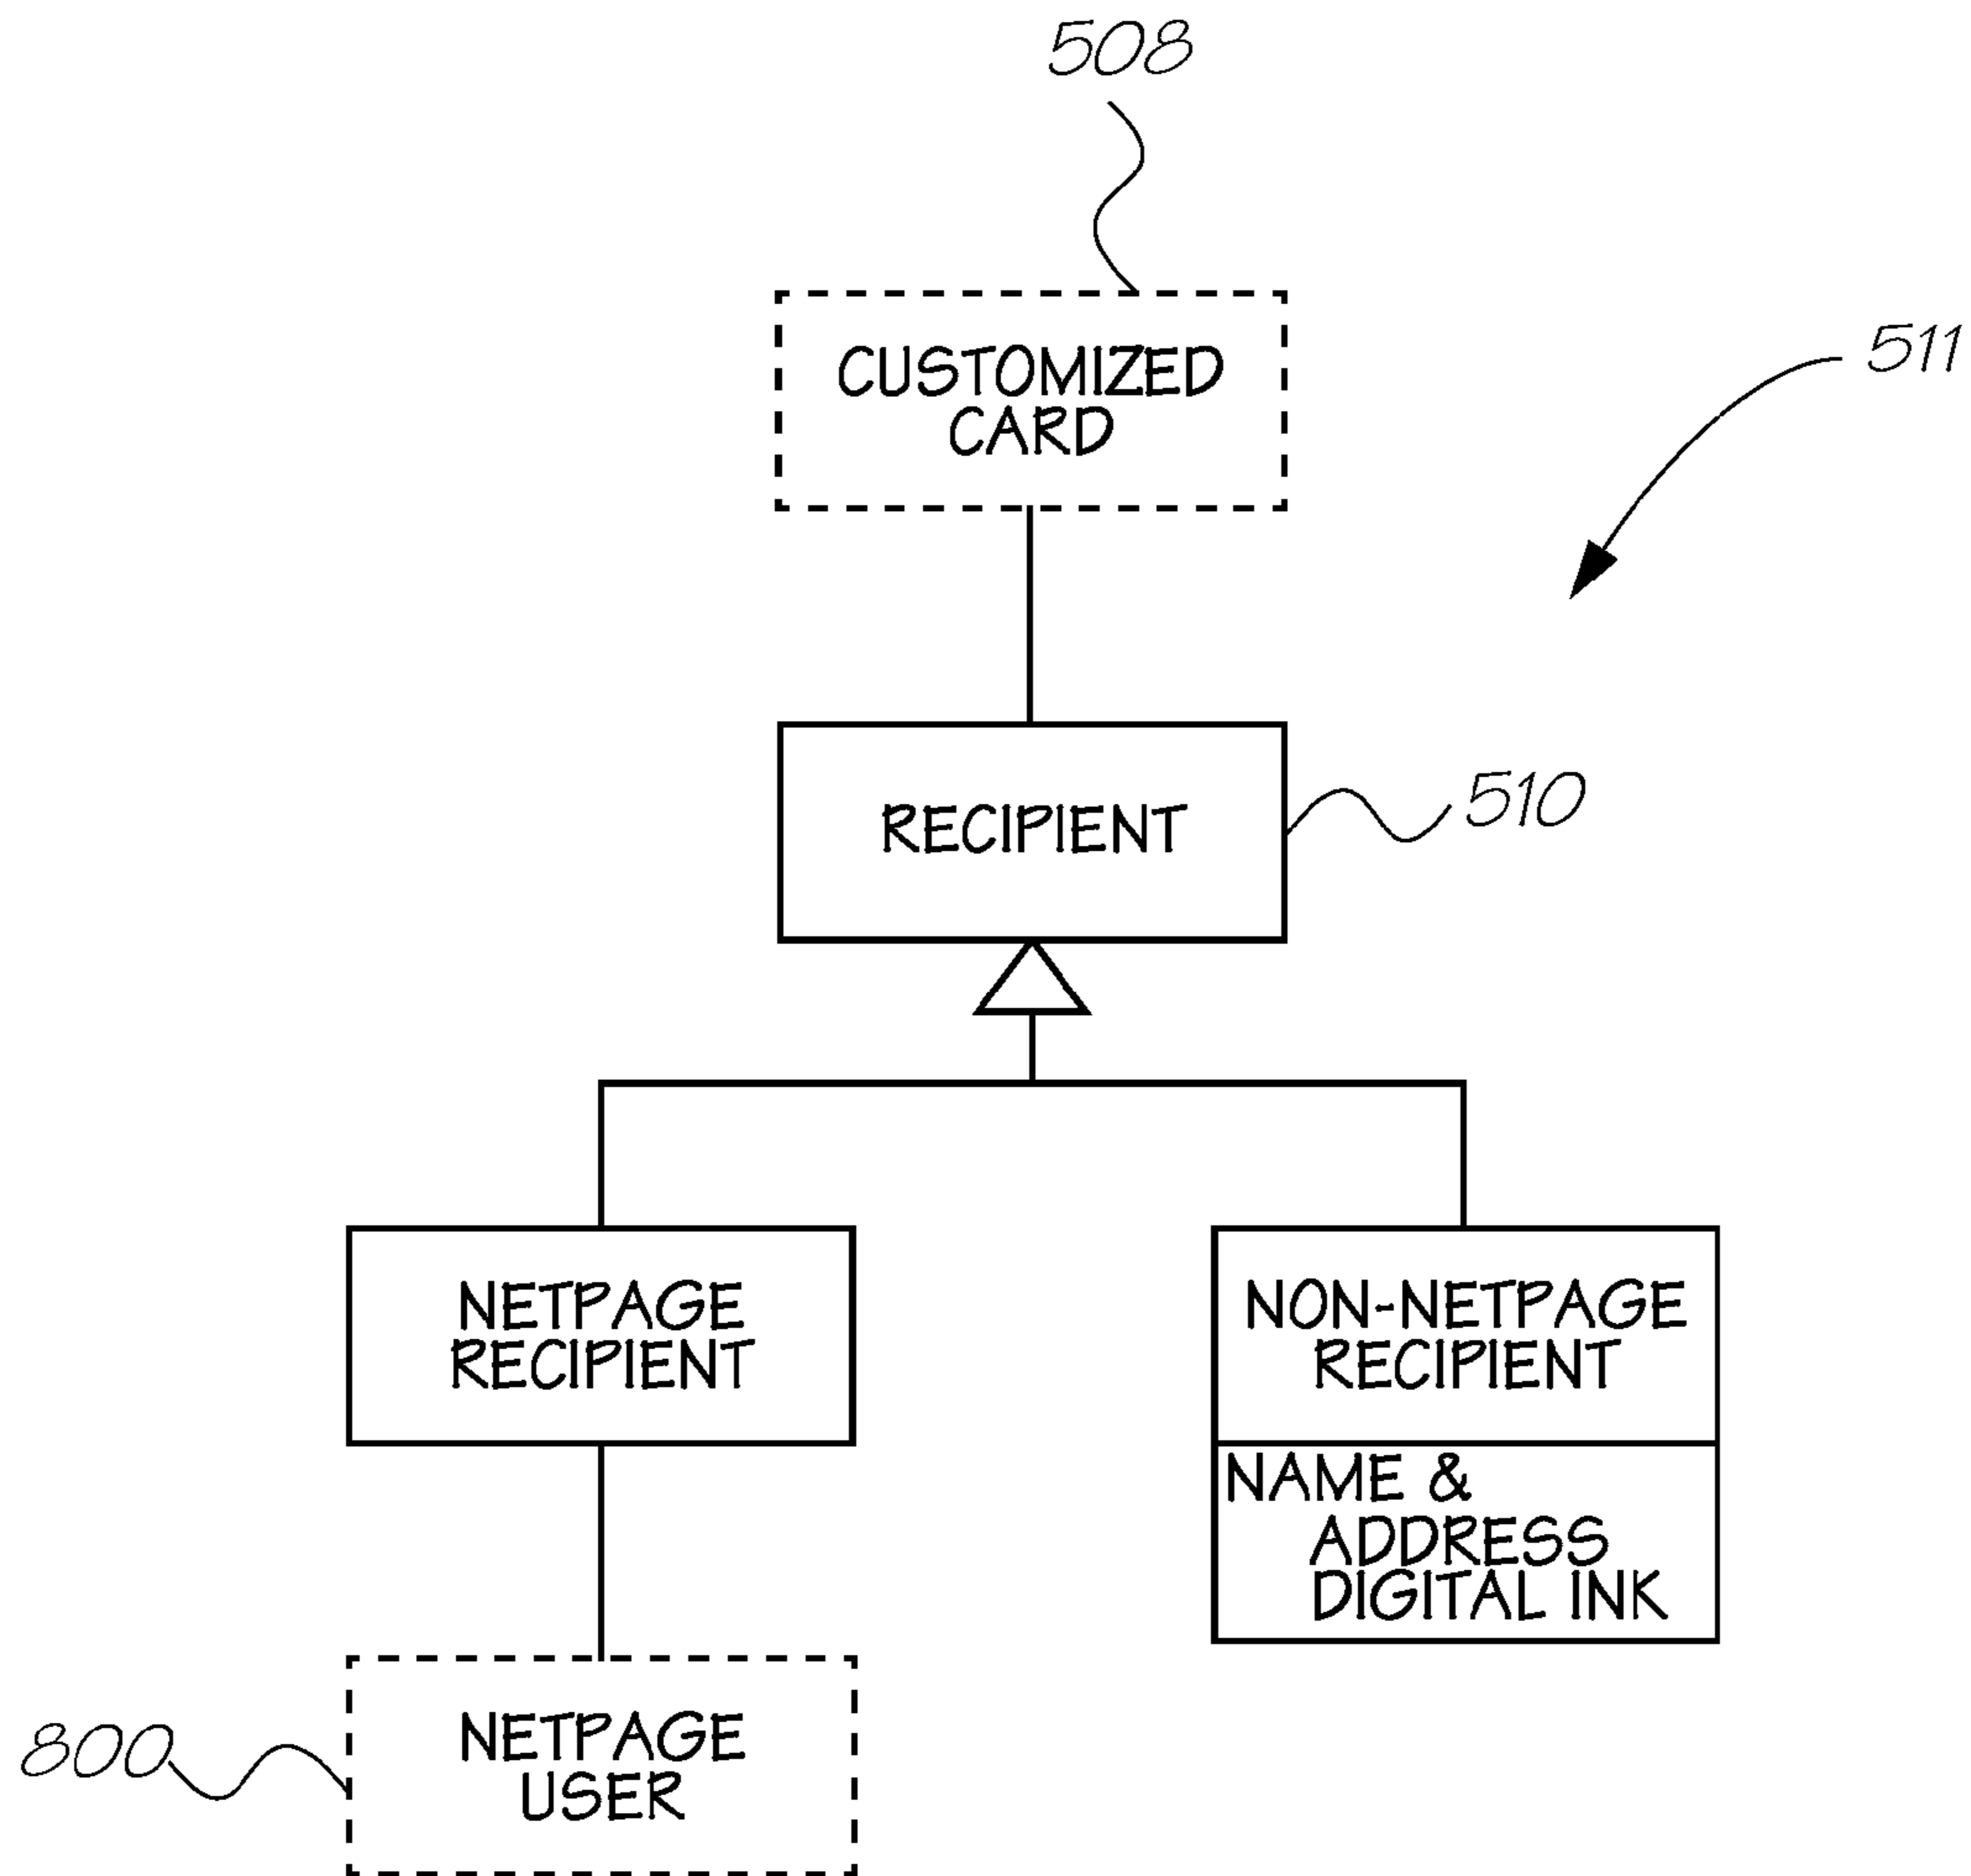 508
CUSTOMIZED
CARD
511
RECIPIENT
510
NETPAGE
RECIPIENT
NON-NETPAGE
RECIPIENT
NAME &
ADDRESS
DIGITAL INK
800
NETPAGE
USER